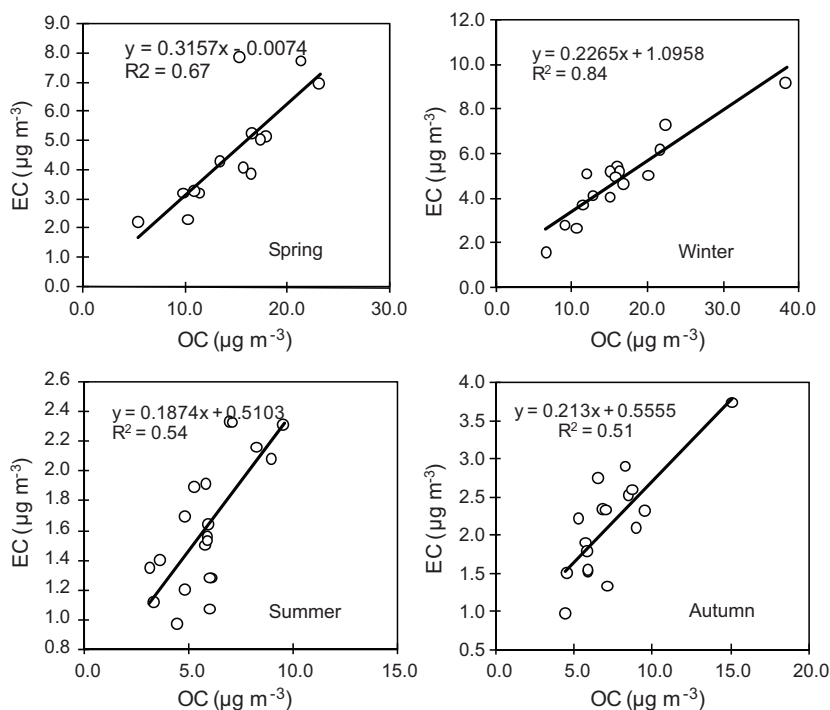 9.0
8.0
7.0
6.0
5.0
4.0
3.0
2.0
1.0
0.0
EC (µg m-3)
y = 0.3157x - 0.0074
R2 = 0.67
Spring
0.0 10.0 20.0 30.0
OC (µg m-3)
12.0
10.0
8.0
6.0
4.0
2.0
0.0
EC (µg m-3)
y = 0.2265x + 1.0958
R² = 0.84
Winter
0.0 10.0 20.0 30.0 40.0
OC (µg m-3)
2.6
2.4
2.2
2.0
1.8
1.6
1.4
1.2
1.0
0.8
EC (µg m-3)
y = 0.1874x + 0.5103
R² = 0.54
Summer
0.0 5.0 10.0 15.0
OC (µg m-3)
4.0
3.5
3.0
2.5
2.0
1.5
1.0
0.5
EC (µg m-3)
y = 0.213x + 0.5555
R² = 0.51
Autumn
0.0 5.0 10.0 15.0 20.0
OC (µg m-3)